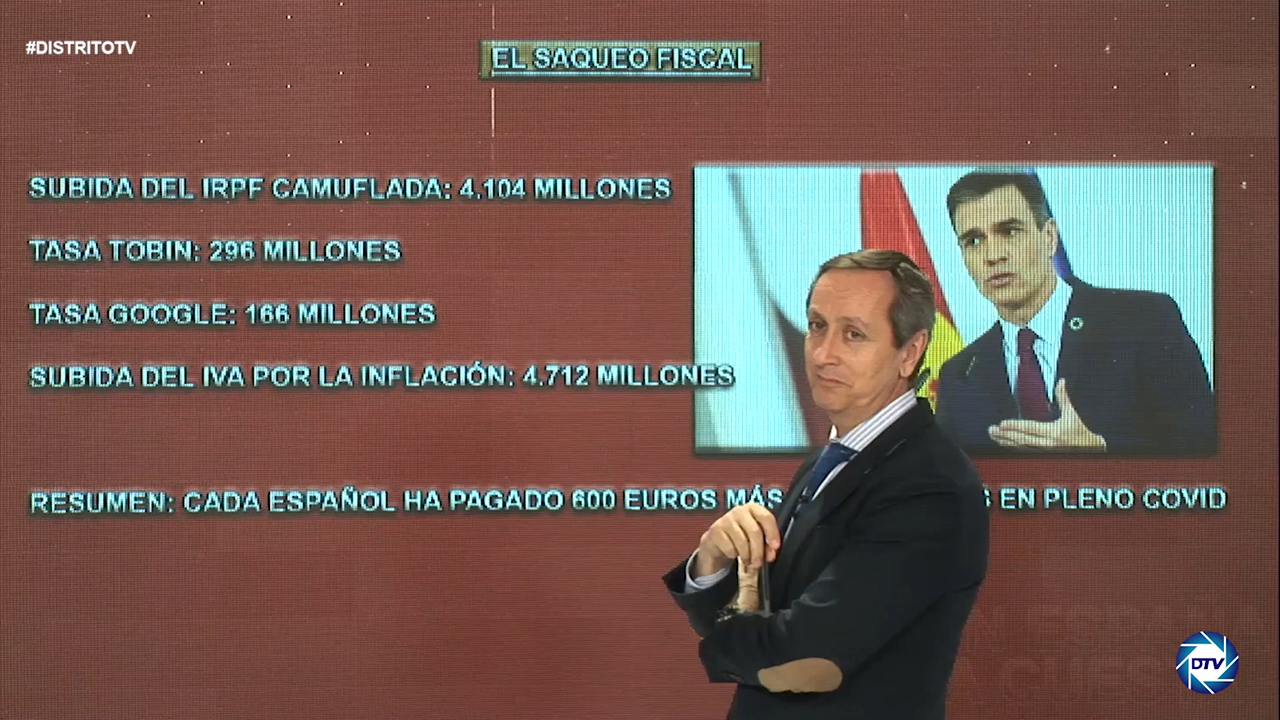 #DISTRITOTV
EL SAQUEO FISCAL
SUBIDA DEL IRPF CAMUFLADA: 4.104 MILLONES
TASA TOBIN: 296 MILLONES
TASA GOOGLE: 166 MILLONES
SUBIDA DEL IVA POR LA INFLACIÓN: 4.712 MILLONES
RESUMEN: CADA ESPAÑOL HA PAGADO 600 EUROS MÁS EN PLENO COVID
DTV